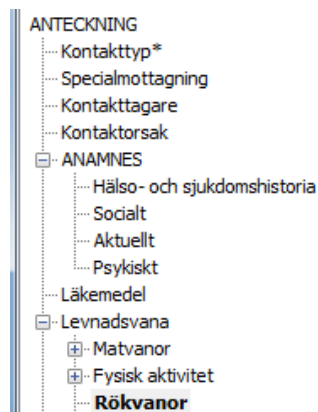 ANTECKNING
Kontakttyp*
Specialmottagning
Kontakttagare
Kontaktorsak
ANAMNES
Hälso- och sjukdomshistoria
Socialt
Aktuellt
Psykiskt
Läkemedel
Levnadsvana
Matvanor
Fysisk aktivitet
Rökvanor